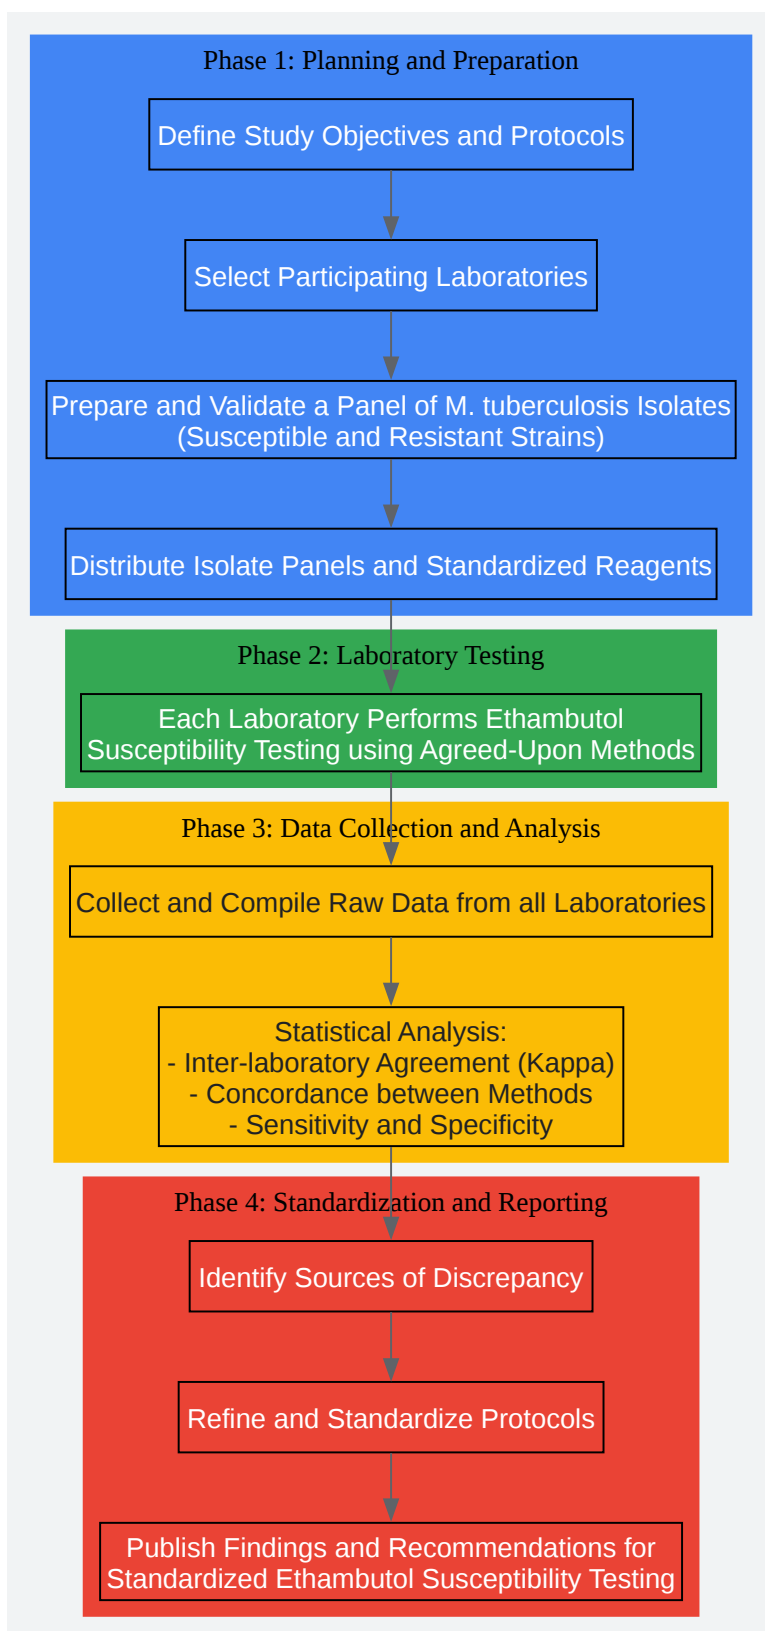 Phase 1: Planning and Preparation
Define Study Objectives and Protocols
Select Participating Laboratories
Prepare and Validate a Panel of M. tuberculosis Isolates
(Susceptible and Resistant Strains)
Distribute Isolate Panels and Standardized Reagents
Phase 2: Laboratory Testing
Each Laboratory Performs Ethambutol
Susceptibility Testing using Agreed-Upon Methods
Phase 3: Data Collection and Analysis
Collect and Compile Raw Data from all Laboratories
Statistical Analysis:
- Inter-laboratory Agreement (Kappa)
- Concordance between Methods
- Sensitivity and Specificity
Phase 4: Standardization and Reporting
Identify Sources of Discrepancy
Refine and Standardize Protocols
Publish Findings and Recommendations for
Standardized Ethambutol Susceptibility Testing